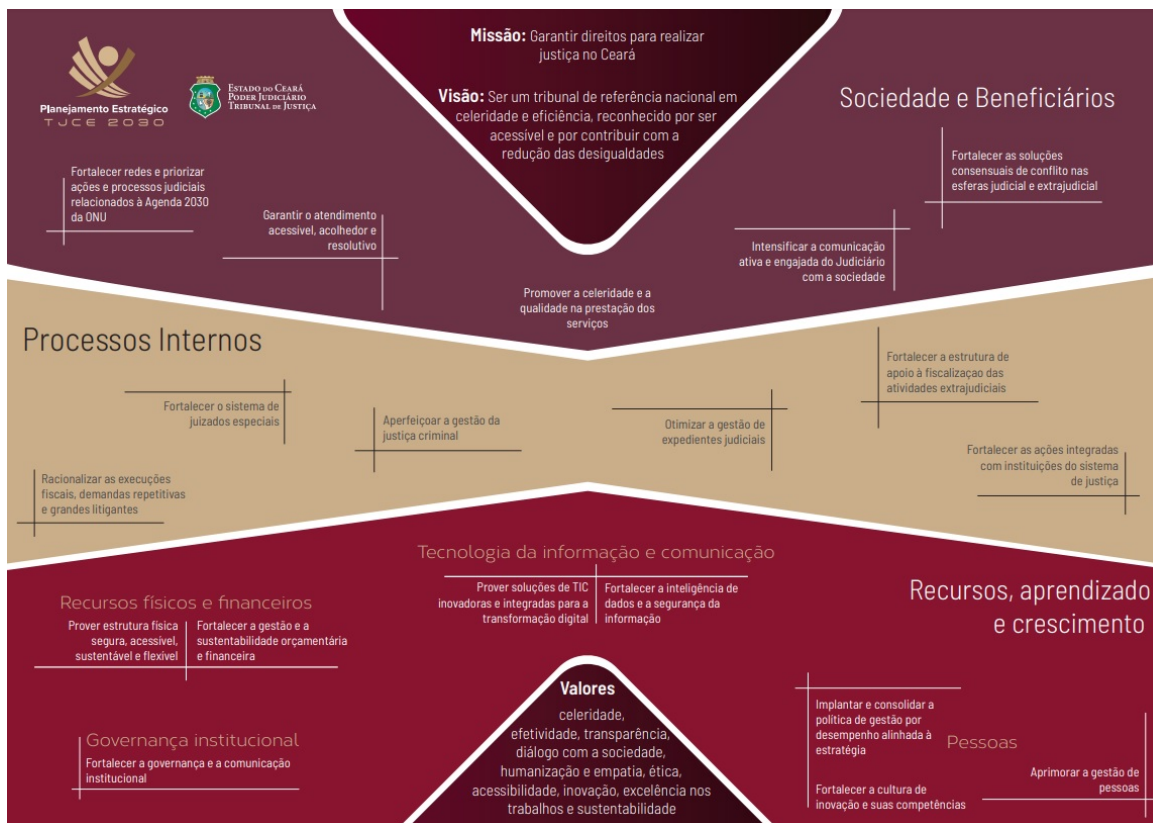 Planejamento Estratégico
TJCE 2030
ESTADO DO CEARÁ
PODER JUDICIÁRIO
TRIBUNAL DE JUSTIÇA
Missão: Garantir direitos para realizar
justiça no Ceará
Visão: Ser um tribunal de referência nacional em
celeridade e eficiência, reconhecido por ser
acessível e por contribuir com a
redução das desigualdades
Sociedade e Beneficiários
Fortalecer redes e priorizar
ações e processos judiciais
relacionados à Agenda 2030
da ONU
Garantir o atendimento
acessível, acolhedor e
resolutivo
Promover a celeridade e a
qualidade na prestação dos
serviços
Intensificar a comunicação
ativa e engajada do Judiciário
com a sociedade
Fortalecer as soluções
consensuais de conflito nas
esferas judicial e extrajudicial
Processos Internos
Racionalizar as execuções
fiscais, demandas repetitivas
e grandes litigantes
Fortalecer o sistema de
juizados especiais
Aperfeiçoar a gestão da
justiça criminal
Otimizar a gestão de
expedientes judiciais
Fortalecer a estrutura de
apoio à fiscalizaçao das
atividades extrajudiciais
Fortalecer as ações integradas
com instituições do sistema
de justiça
Recursos, aprendizado
e crescimento
Tecnologia da informação e comunicação
Prover soluções de TIC
inovadoras e integradas para a
transformação digital
Fortalecer a inteligência de
dados e a segurança da
informação
Recursos físicos e financeiros
Prover estrutura física
segura, acessível,
sustentável e flexível
Fortalecer a gestão e a
sustentabilidade orçamentária
e financeira
Governança institucional
Fortalecer a governança e a comunicação
institucional
Valores
celeridade,
efetividade, transparência,
diálogo com a sociedade,
humanização e empatia, ética,
acessibilidade, inovação, excelência nos
trabalhos e sustentabilidade
Pessoas
Implantar e consolidar a
política de gestão por
desempenho alinhada à
estratégia
Fortalecer a cultura de
inovação e suas competências
Aprimorar a gestão de
pessoas